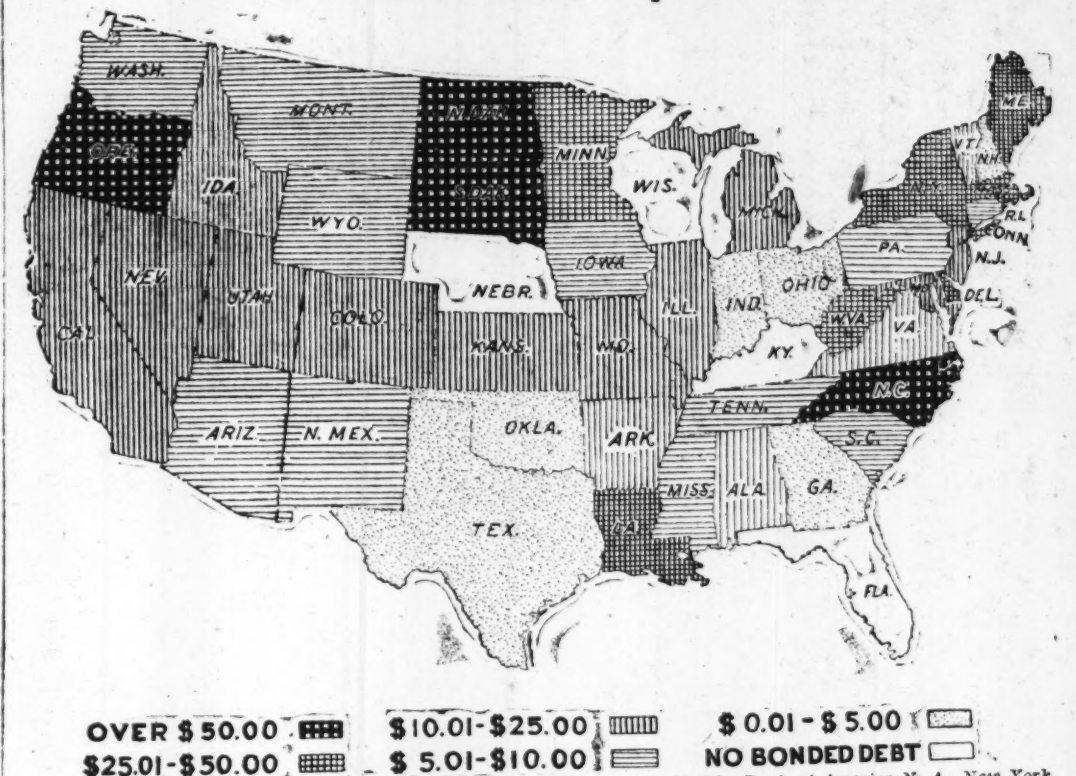 WASH.
MONT.
N.DAK.
MINN.
ME.
VT.
N.H.
ORE.
IDA.
S.DAK.
WIS.
MICH.
N.Y.
R.I.
CONN.
WYO.
IOWA
PA.
N.J.
NEV.
UTAH
NEBR.
ILL.
IND.
OHIO
DEL.
CAL.
COLO.
KANS.
MO.
KY.
W.VA.
VA.
N.C.
TENN.
ARIZ.
N. MEX.
OKLA.
ARK.
S.C.
MISS.
ALA.
GA.
TEX.
LA.
FLA.
OVER $50.00
$10.01-$25.00
$0.01-$5.00
$25.01-$50.00
$5.01-$10.00
NO BONDED DEBT
New York